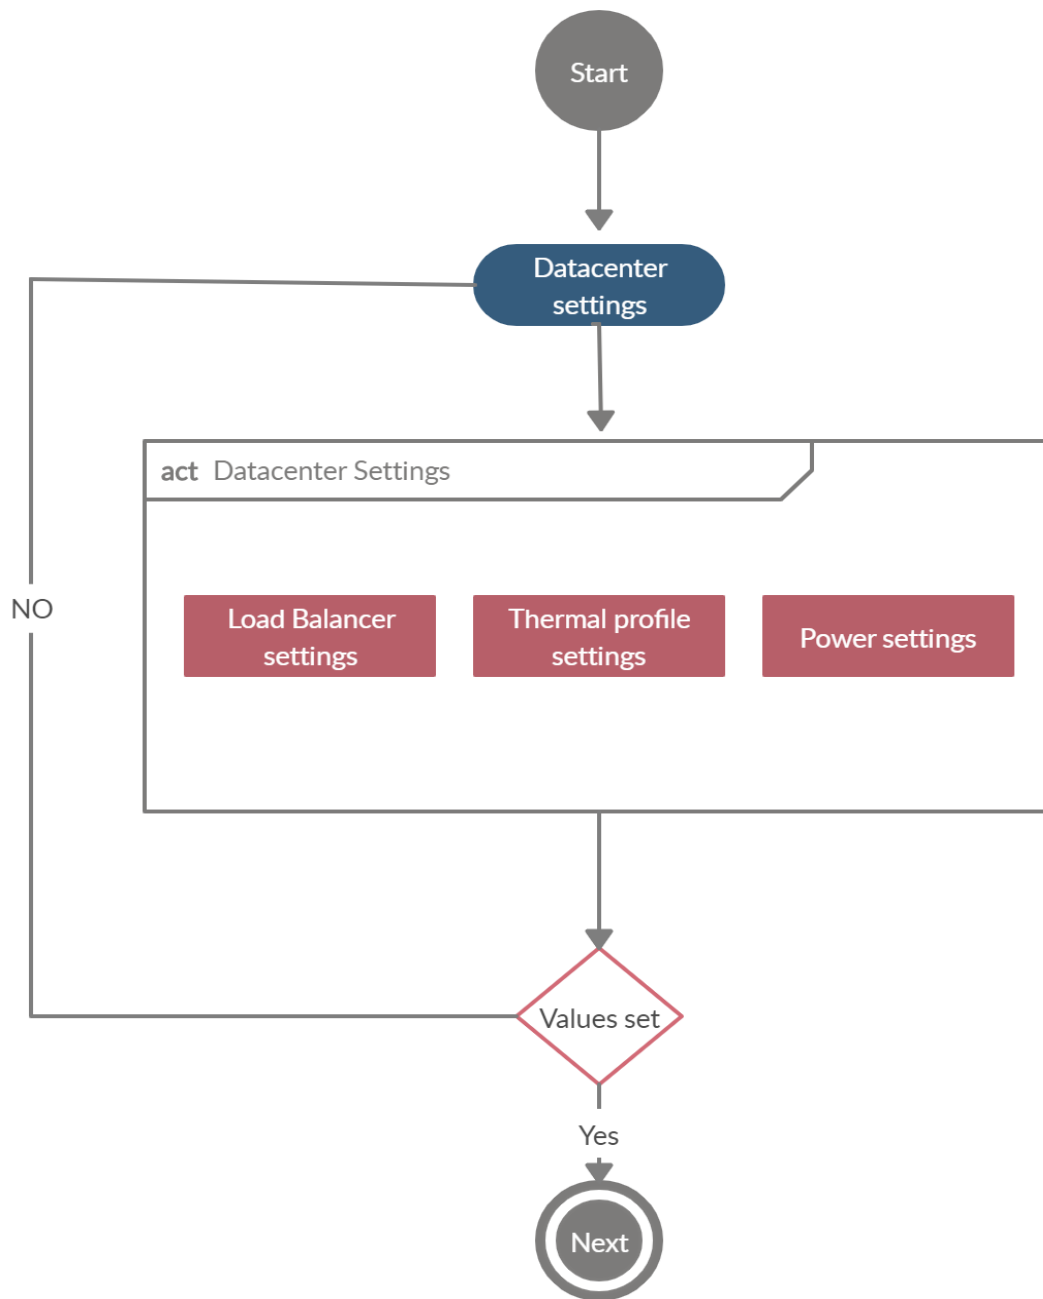 Start
Datacenter
settings
act Datacenter Settings
NO
Load Balancer
settings
Thermal profile
settings
Power settings
Values set
Yes
Next